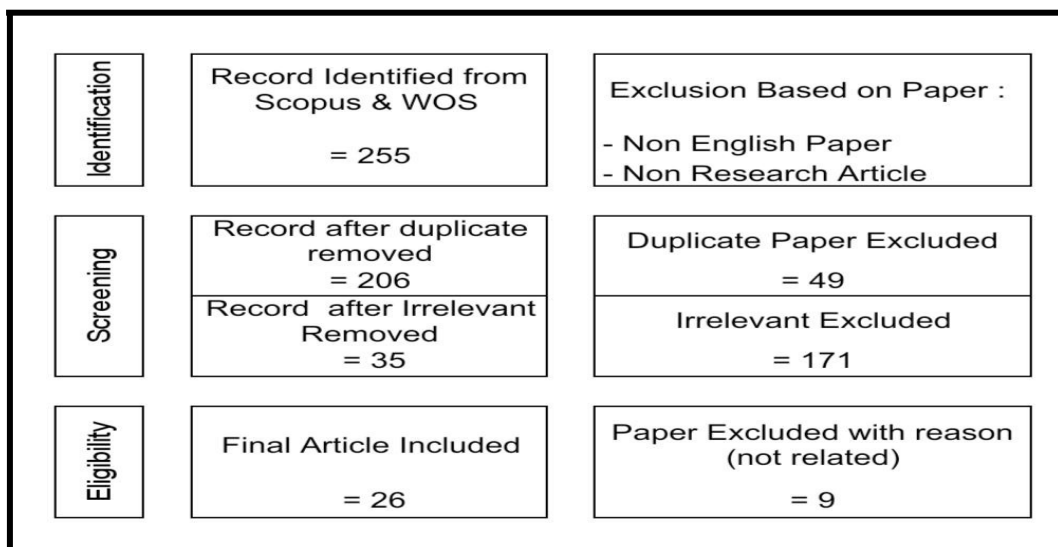 Identification
Record Identified from
Scopus & WOS
= 255
Exclusion Based on Paper :
- Non English Paper
- Non Research Article
Screening
Record after duplicate
removed
= 206
Duplicate Paper Excluded
= 49
Record after Irrelevant
Removed
= 35
Irrelevant Excluded
= 171
Eligibility
Final Article Included
= 26
Paper Excluded with reason
(not related)
= 9